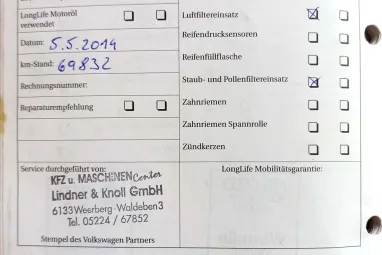 LongLife Motoröl
verwendet
Datum: 5.5.2014
km-Stand: 69832
Rechnungsnummer:
Reparaturempfehlung
Luftfiltereinsatz
Reifendrucksensoren
Reifenfüllflasche
Staub- und Pollenfiltereinsatz
Zahnriemen
Zahnriemen Spannrolle
Zündkerzen
Service durchgeführt von:
KFZ u. MASCHINENCenter
Lindner & Knoll GmbH
6133 Weerberg - Waldeben 3
Tel. 05224 / 67852
Stempel des Volkswagen Partners
LongLife Mobilitätsgarantie: